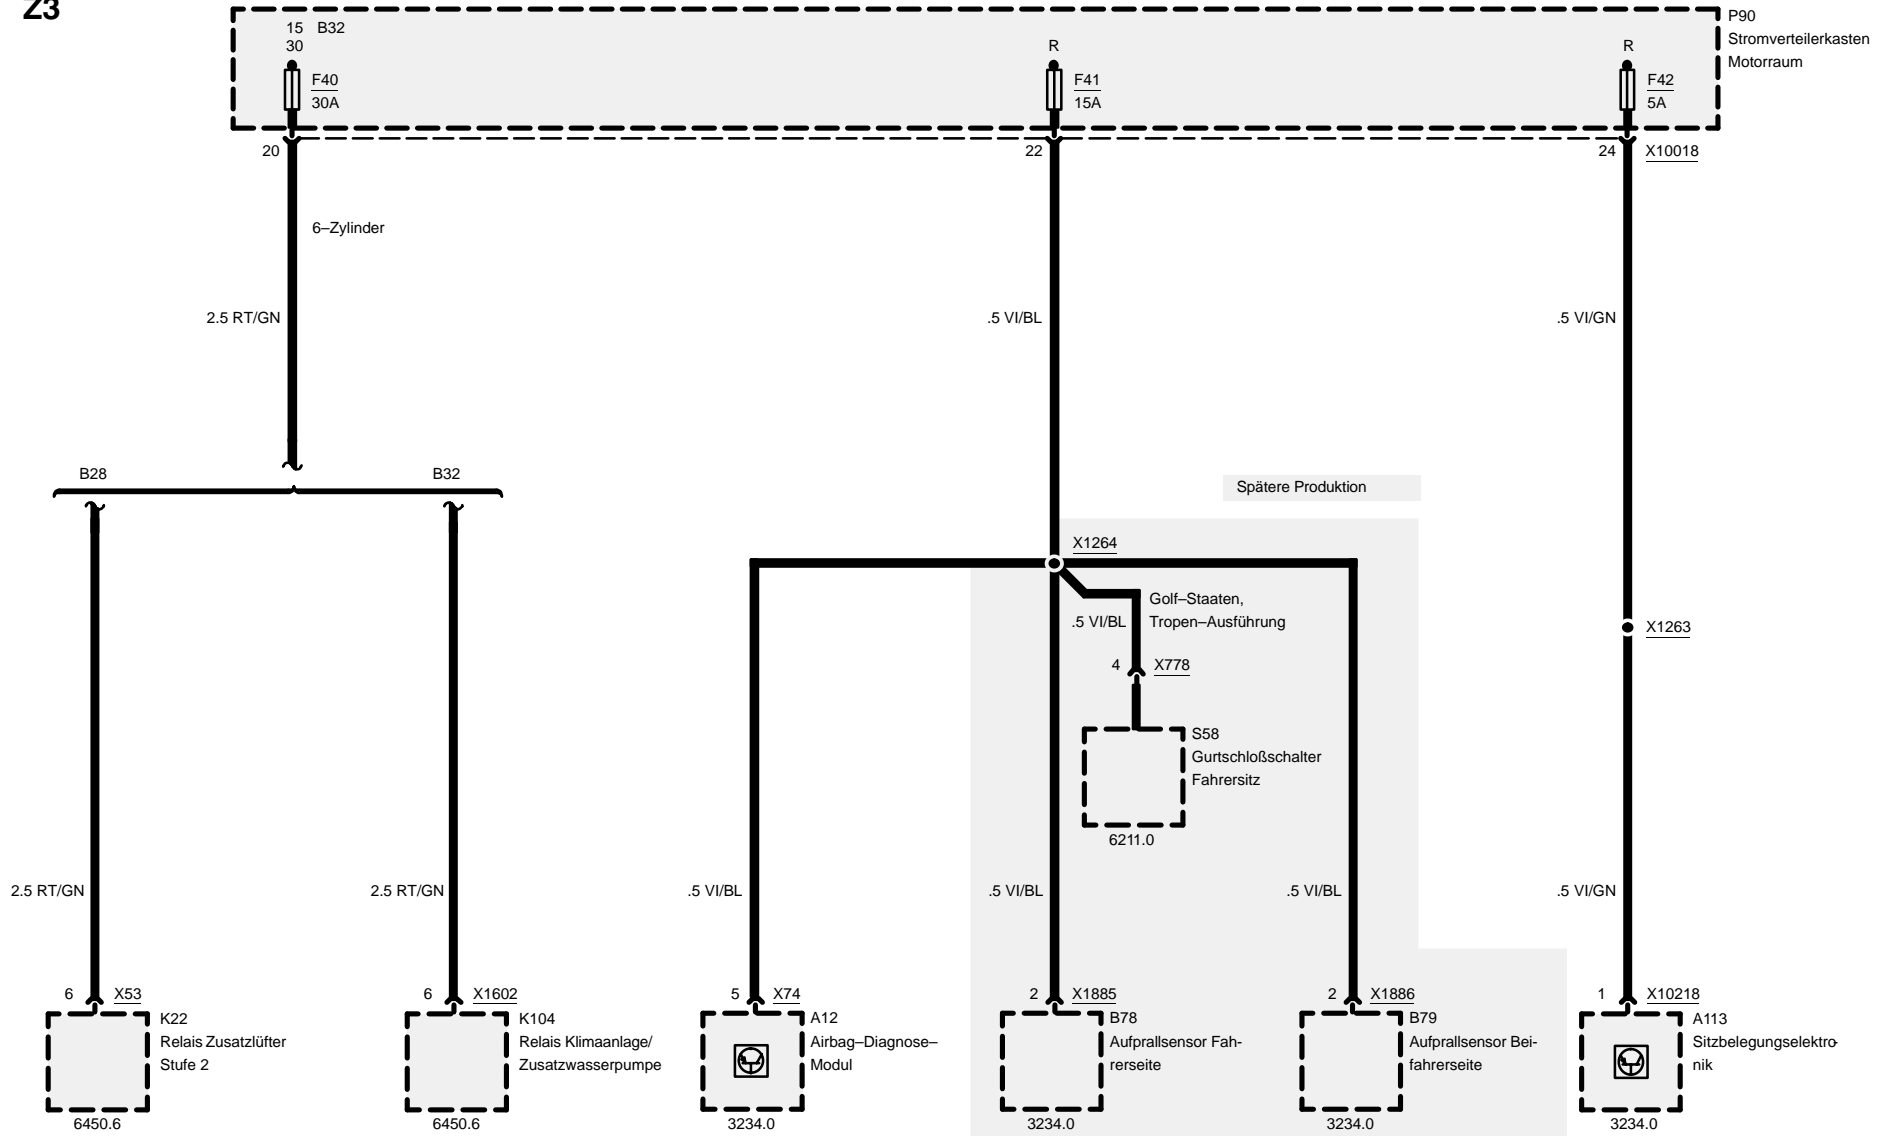 Z3
15 B32
30
F40
30A
R
F41
15A
R
F42
5A
P90
Stromverteilerkasten
Motorraum
20
22
24 X10018
6–Zylinder
2.5 RT/GN
.5 VI/BL
.5 VI/GN
B28
B32
Spätere Produktion
X1264
Golf–Staaten,
.5 VI/BL Tropen–Ausführung
X1263
4 X778
S58
Gurtschloßschalter
Fahrersitz
6211.0
2.5 RT/GN
2.5 RT/GN
.5 VI/BL
.5 VI/BL
.5 VI/BL
.5 VI/GN
6 X53
K22
Relais Zusatzlüfter
Stufe 2
6450.6
6 X1602
K104
Relais Klimaanlage/
Zusatzwasserpumpe
6450.6
5 X74
A12
Airbag–Diagnose–
Modul
3234.0
2 X1885
B78
Aufprallsensor Fah-
rerseite
3234.0
2 X1886
B79
Aufprallsensor Bei-
fahrerseite
3234.0
1 X10218
A113
Sitzbelegungselektro-
nik
3234.0